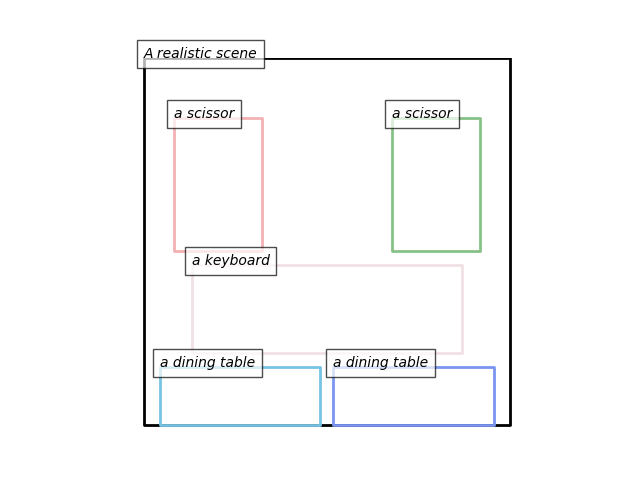 A realistic scene
a scissor
a scissor
a keyboard
a dining table
a dining table